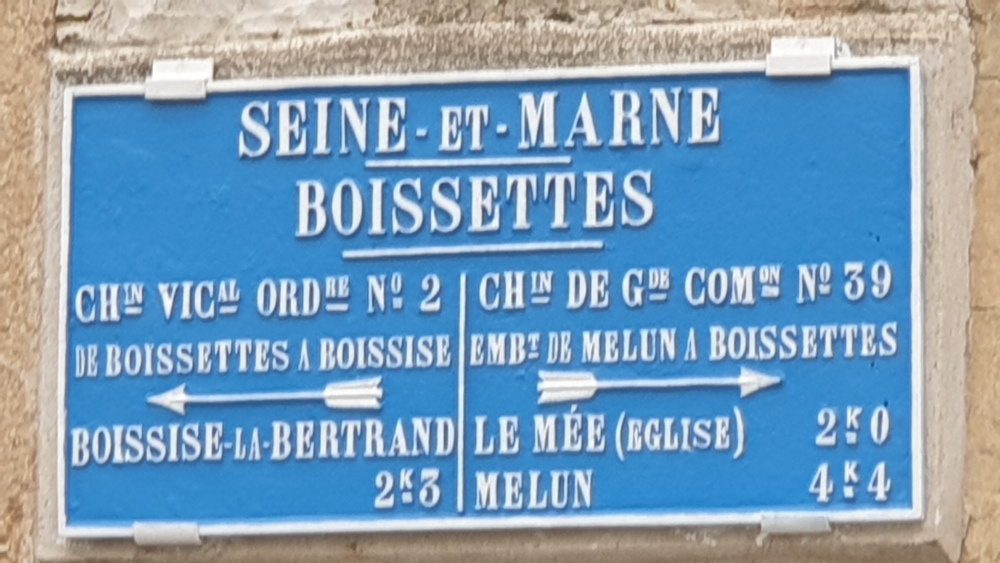 SEINE-ET-MARNE
BOISSETTES
CHIN VICAL ORDRE NO 2
DE BOISSETTES A BOISSISE
BOISSISE-LA-BERTRAND
2K3
CHIN DE GDE COMON NO 39
EMBT DE MELUN A BOISSETTES
LE MÉE (EGLISE) 2K0
MELUN 4K4